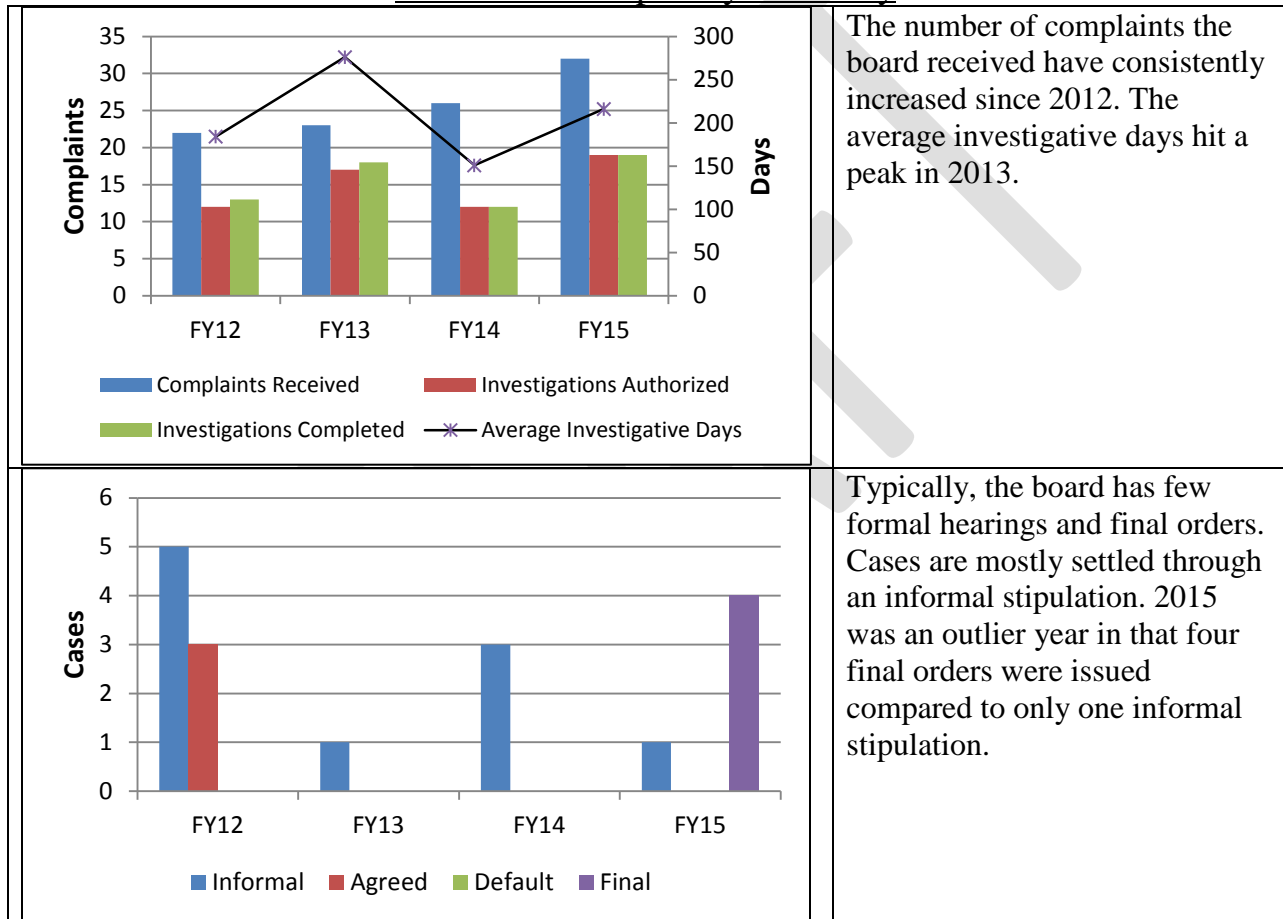 35
30
25
20
15
10
5
0
Complaints
300
250
200
150
100
50
0
Days
FY12 FY13 FY14 FY15
Complaints Received Investigations Authorized
Investigations Completed Average Investigative Days
The number of complaints the
board received have consistently
increased since 2012. The
average investigative days hit a
peak in 2013.
6
5
4
3
2
1
0
Cases
FY12 FY13 FY14 FY15
Informal Agreed Default Final
Typically, the board has few
formal hearings and final orders.
Cases are mostly settled through
an informal stipulation. 2015
was an outlier year in that four
final orders were issued
compared to only one informal
stipulation.